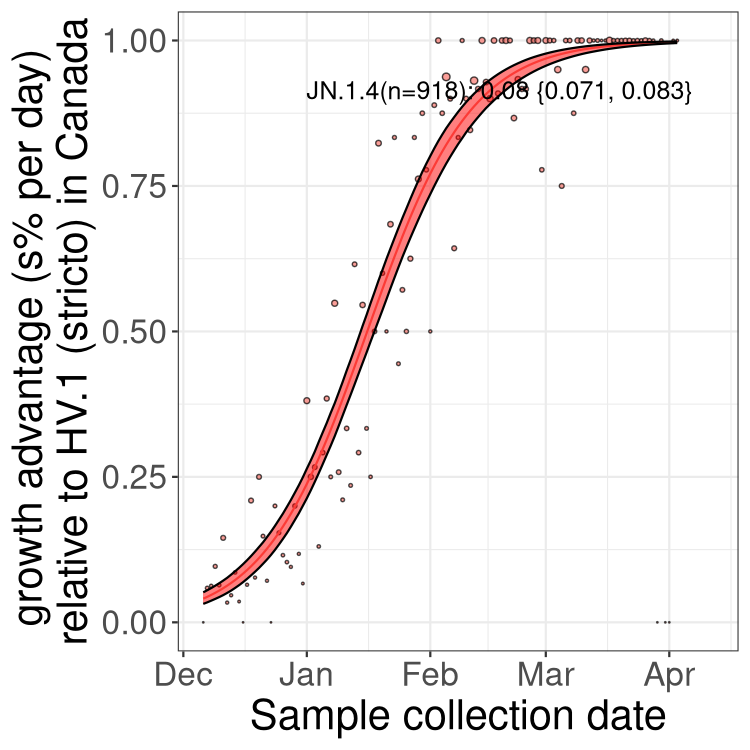 growth advantage (s% per day)
relative to HV.1 (stricto) in Canada
1.00
0.75
0.50
0.25
0.00
JN.1.4(n=918): 0.08 {0.071, 0.083}
Dec Jan Feb Mar Apr
Sample collection date